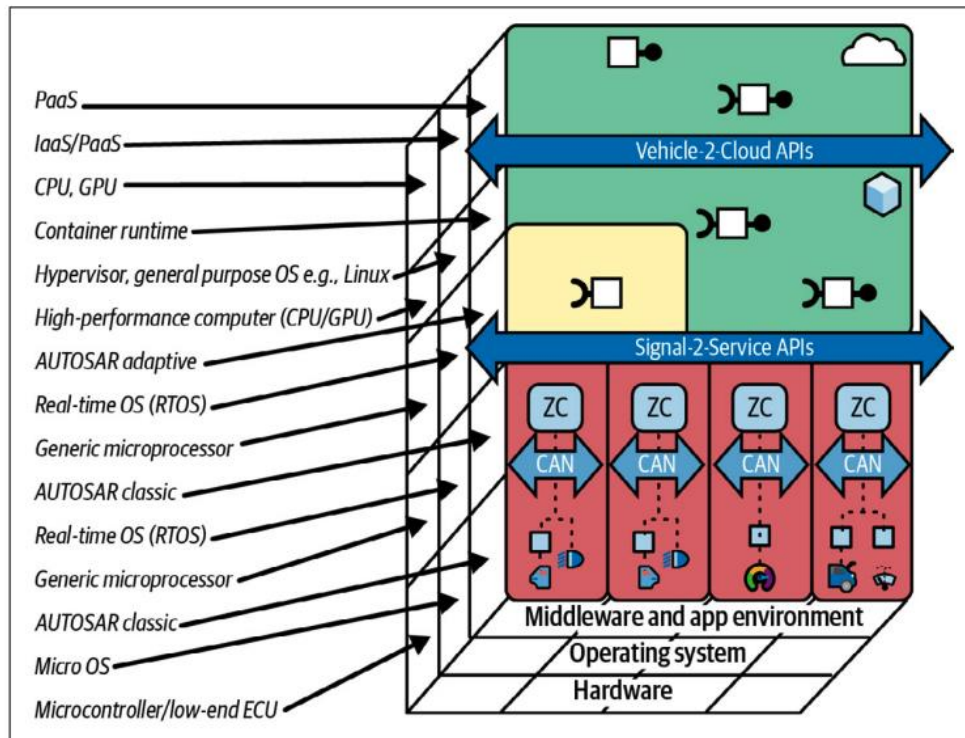 PaaS
IaaS/PaaS
CPU, GPU
Container runtime
Hypervisor, general purpose OS e.g., Linux
High-performance computer (CPU/GPU)
AUTOSAR adaptive
Real-time OS (RTOS)
Generic microprocessor
AUTOSAR classic
Real-time OS (RTOS)
Generic microprocessor
AUTOSAR classic
Micro OS
Microcontroller/low-end ECU
Vehicle-2-Cloud APIs
Signal-2-Service APIs
ZC ZC ZC ZC
CAN CAN CAN CAN
Middleware and app environment
Operating system
Hardware